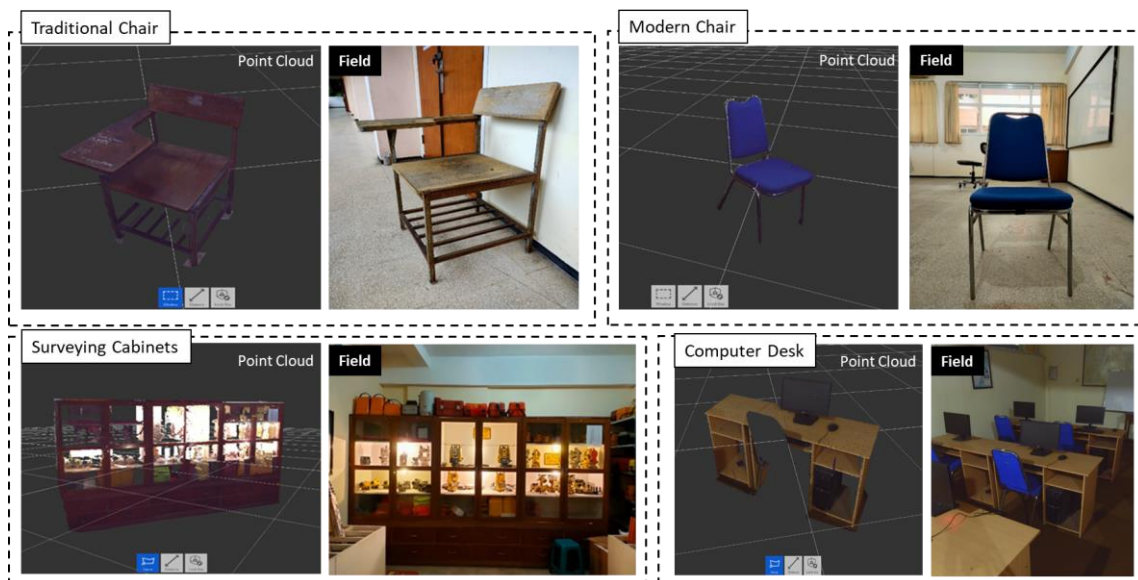 Traditional Chair
Point Cloud
Field
Modern Chair
Point Cloud
Field
Surveying Cabinets
Point Cloud
Field
Computer Desk
Point Cloud
Field